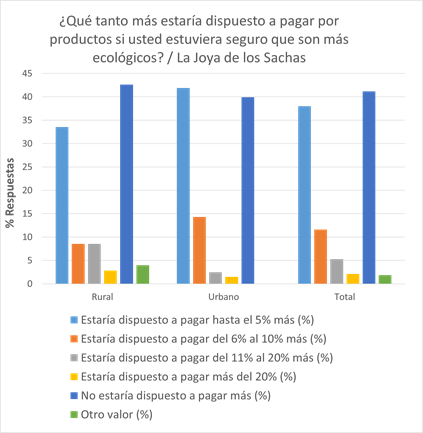 ¿Qué tanto más estaría dispuesto a pagar por
productos si usted estuviera seguro que son más
ecológicos? / La Joya de los Sachas
% Respuestas
45
40
35
30
25
20
15
10
5
0
Rural
Urbano
Total
Estaría dispuesto a pagar hasta el 5% más (%)
Estaría dispuesto a pagar del 6% al 10% más (%)
Estaría dispuesto a pagar del 11% al 20% más (%)
Estaría dispuesto a pagar más del 20% (%)
No estaría dispuesto a pagar más (%)
Otro valor (%)